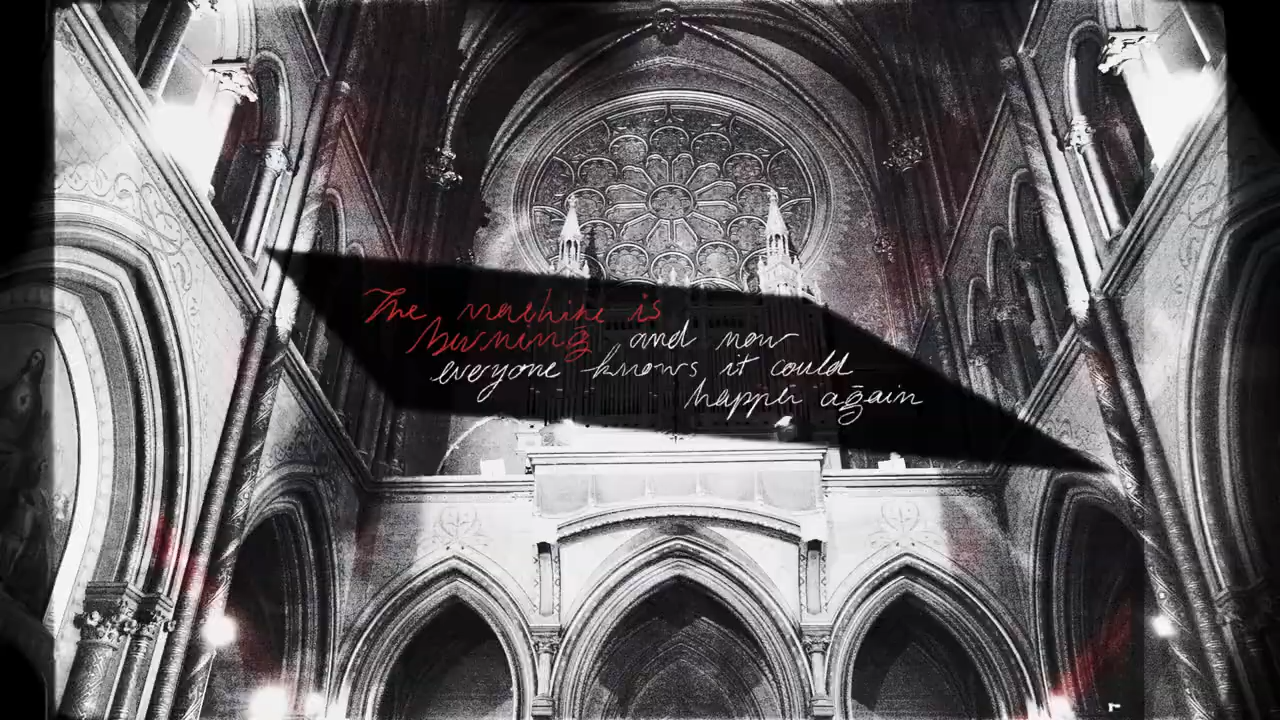 The machine is
burning and now
everyone knows it could
happen again